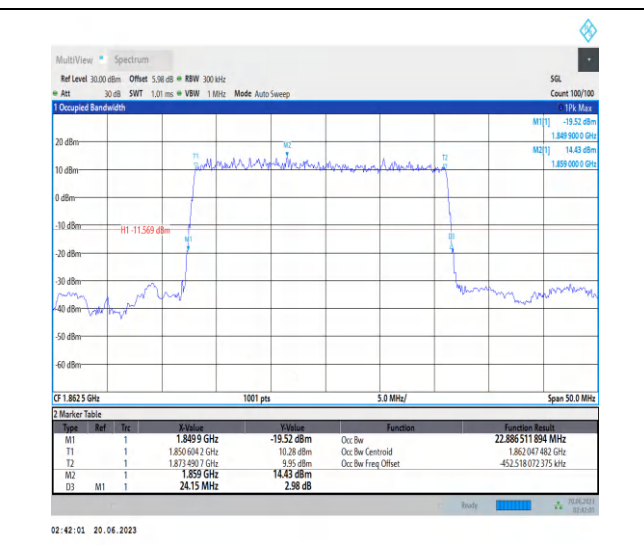 MultiView Spectrum
Ref Level 30.00 dBm Offset 5.98 dB RBW 300 kHz SGL
Att 30 dB SWT 1.01 ms VBW 1 MHz Mode Auto Sweep Count 100/100
1 Occupied Bandwidth 1Pk Max
M1[1] -19.52 dBm
1.849 900 0 GHz
M2[1] 14.43 dBm
1.859 000 0 GHz
20 dBm
M2
T1
T2
10 dBm
0 dBm
-10 dBm
H1 -11.569 dBm
M1
D3
-20 dBm
-30 dBm
-40 dBm
-50 dBm
-60 dBm
CF 1.862 5 GHz 1001 pts 5.0 MHz/ Span 50.0 MHz
2 Marker Table
Type Ref Trc X-Value Y-Value Function Function Result
M1 1 1.849 9 GHz -19.52 dBm Occ Bw 22.886 511 894 MHz
T1 1 1.850 604 2 GHz 10.28 dBm Occ Bw Centroid 1.862 047 482 GHz
T2 1 1.873 490 7 GHz 9.95 dBm Occ Bw Freq Offset -452.518 072 375 kHz
M2 1 1.859 GHz 14.43 dBm
D3 M1 1 24.15 MHz 2.98 dB
Ready 20.06.2023
02:42:01
02:42:01 20.06.2023